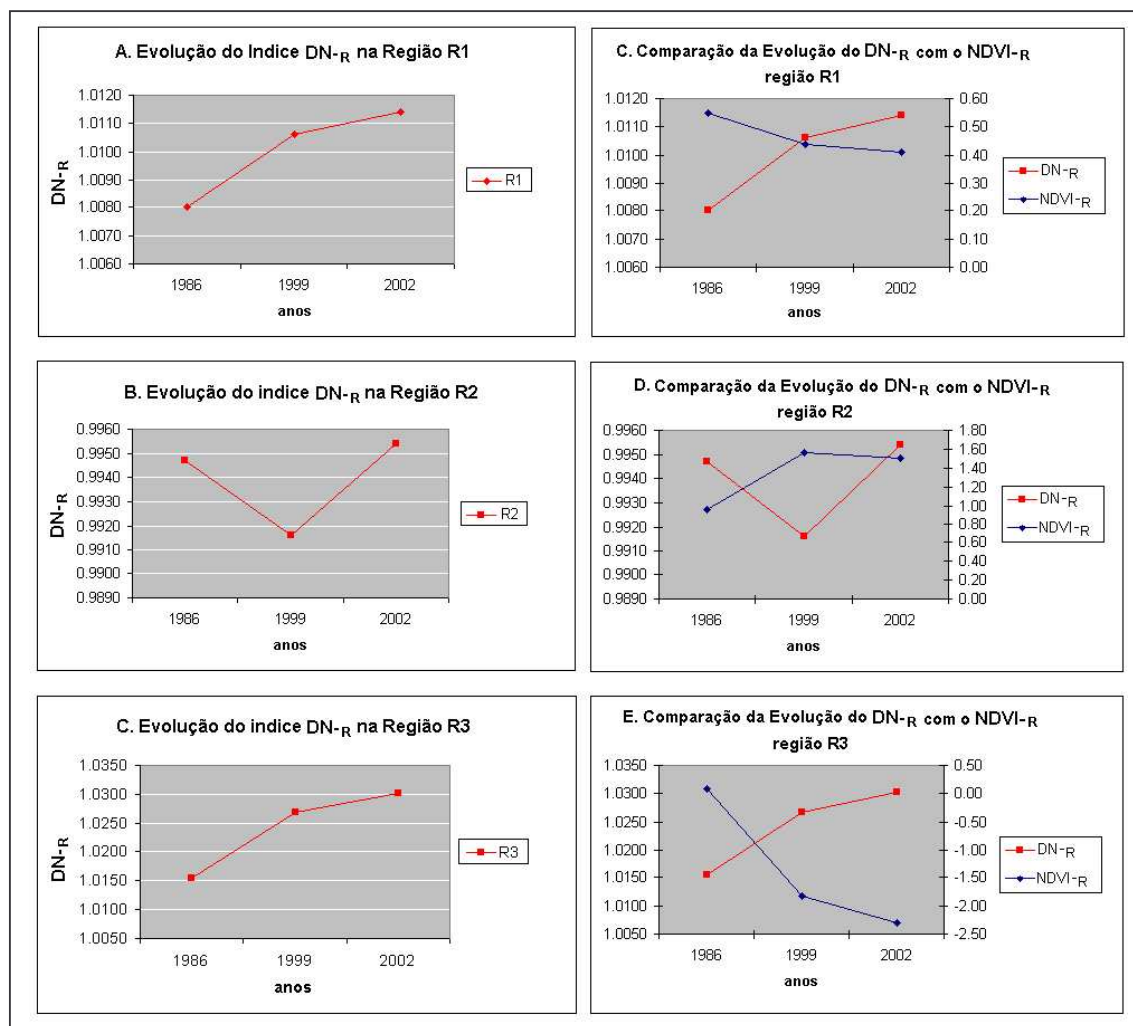 A. Evolução do Indice DN-R na Região R1
1.0120
1.0110
1.0100
1.0090
1.0080
1.0070
1.0060
DN-R
1986 1999 2002
anos
R1
C. Comparação da Evolução do DN-R com o NDVI-R
região R1
1.0120
1.0110
1.0100
1.0090
1.0080
1.0070
1.0060
0.60
0.50
0.40
0.30
0.20
0.10
0.00
1986 1999 2002
anos
DN-R
NDVI-R
B. Evolução do indice DN-R na Região R2
0.9960
0.9950
0.9940
0.9930
0.9920
0.9910
0.9900
0.9890
DN-R
1986 1999 2002
anos
R2
D. Comparação da Evolução do DN-R com o NDVI-R
região R2
0.9960
0.9950
0.9940
0.9930
0.9920
0.9910
0.9900
0.9890
1.80
1.60
1.40
1.20
1.00
0.80
0.60
0.40
0.20
0.00
1986 1999 2002
anos
DN-R
NDVI-R
C. Evolução do indice DN-R na Região R3
1.0350
1.0300
1.0250
1.0200
1.0150
1.0100
1.0050
DN-R
1986 1999 2002
anos
R3
E. Comparação da Evolução do DN-R com o NDVI-R
região R3
1.0350
1.0300
1.0250
1.0200
1.0150
1.0100
1.0050
0.50
0.00
-0.50
-1.00
-1.50
-2.00
-2.50
1986 1999 2002
anos
DN-R
NDVI-R